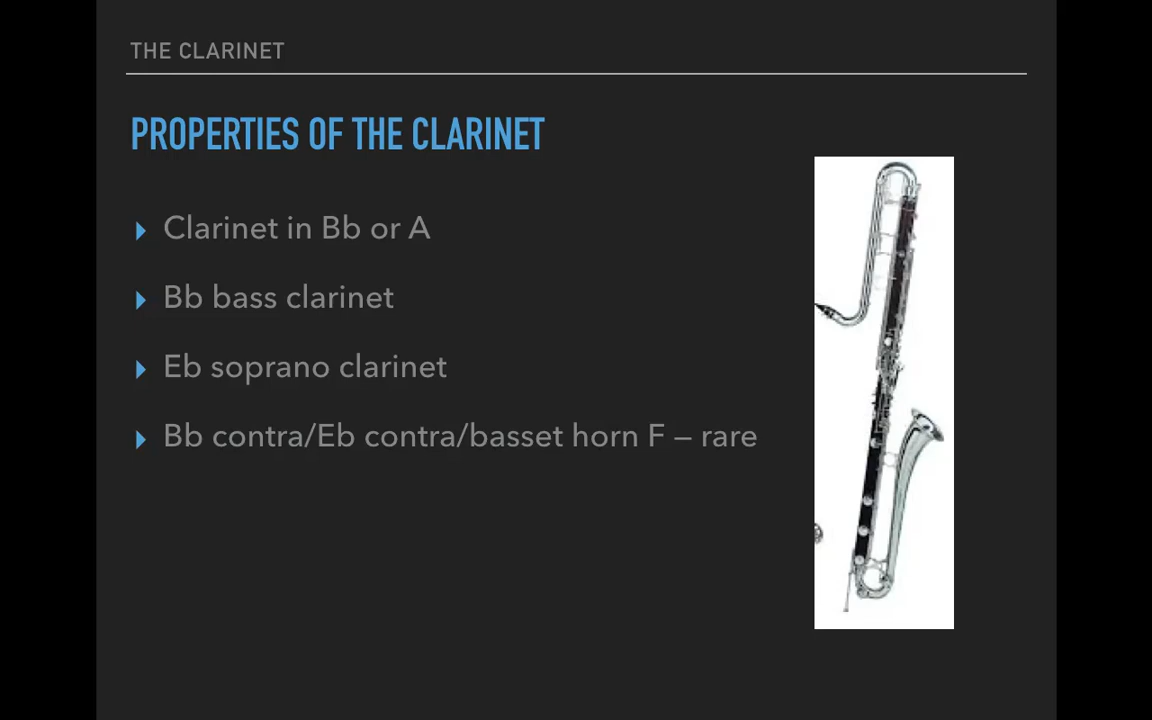 THE CLARINET
PROPERTIES OF THE CLARINET
Clarinet in Bb or A
Bb bass clarinet
Eb soprano clarinet
Bb contra/Eb contra/basset horn F – rare